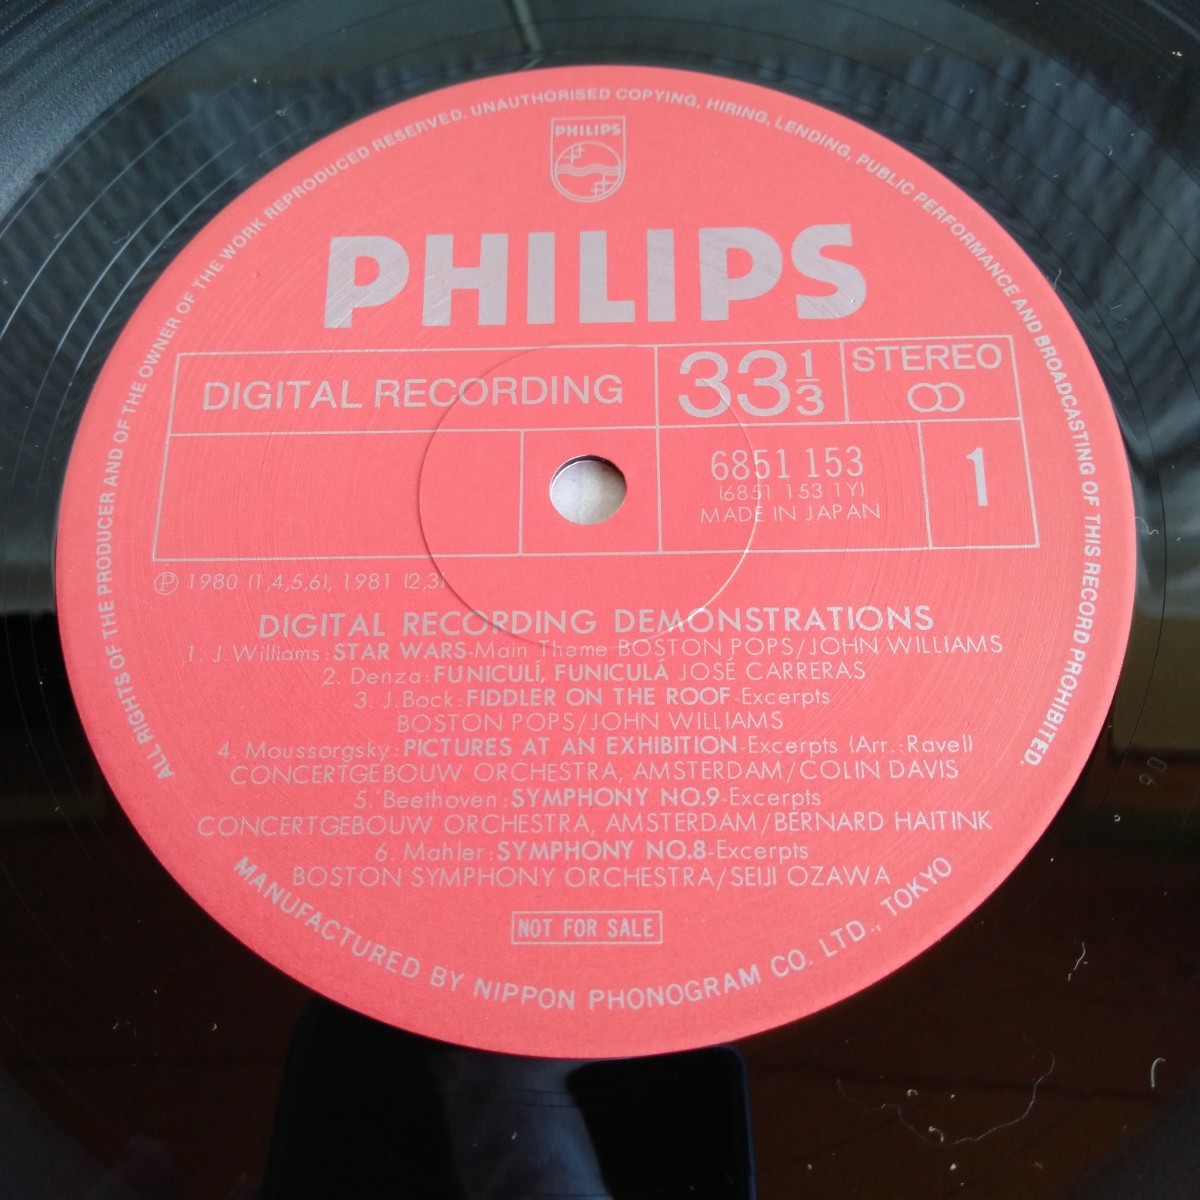 ALL RIGHTS OF THE PRODUCER AND OF THE OWNER OF THE WORK REPRODUCED RESERVED. UNAUTHORISED COPYING, HIRING, LENDING, PUBLIC PERFORMANCE AND BROADCASTING OF THIS RECORD PROHIBITED.
PHILIPS
PHILIPS
DIGITAL RECORDING
33 1/3
STEREO
6851 153
(6851 153 1Y)
MADE IN JAPAN
1
Ⓟ 1980 (1,4,5,6), 1981 (2,3)
DIGITAL RECORDING DEMONSTRATIONS
1. J. Williams : STAR WARS-Main Theme BOSTON POPS/JOHN WILLIAMS
2. Denza: FUNICULÍ, FUNICULÁ JOSÉ CARRERAS
3. J. Bock: FIDDLER ON THE ROOF-Excerpts
BOSTON POPS/JOHN WILLIAMS
4. Moussorgsky: PICTURES AT AN EXHIBITION-Excerpts (Arr.: Ravel)
CONCERTGEBOUW ORCHESTRA, AMSTERDAM/COLIN DAVIS
5. Beethoven: SYMPHONY NO.9-Excerpts
CONCERTGEBOUW ORCHESTRA, AMSTERDAM/BERNARD HAITINK
6. Mahler: SYMPHONY NO.8-Excerpts
BOSTON SYMPHONY ORCHESTRA/SEIJI OZAWA
NOT FOR SALE
MANUFACTURED BY NIPPON PHONOGRAM CO. LTD., TOKYO